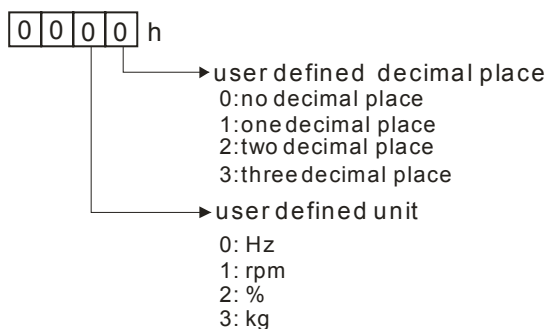 0 0 0 0 h
user defined decimal place
0:no decimal place
1:one decimal place
2:two decimal place
3:three decimal place
user defined unit
0: Hz
1: rpm
2: %
3: kg